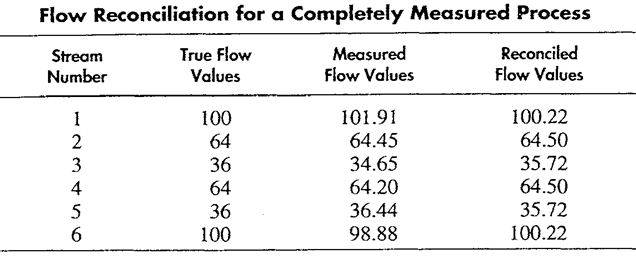 Flow Reconciliation for a Completely Measured Process
Stream Number True Flow Values Measured Flow Values Reconciled Flow Values
1 100 101.91 100.22
2 64 64.45 64.50
3 36 34.65 35.72
4 64 64.20 64.50
5 36 36.44 35.72
6 100 98.88 100.22